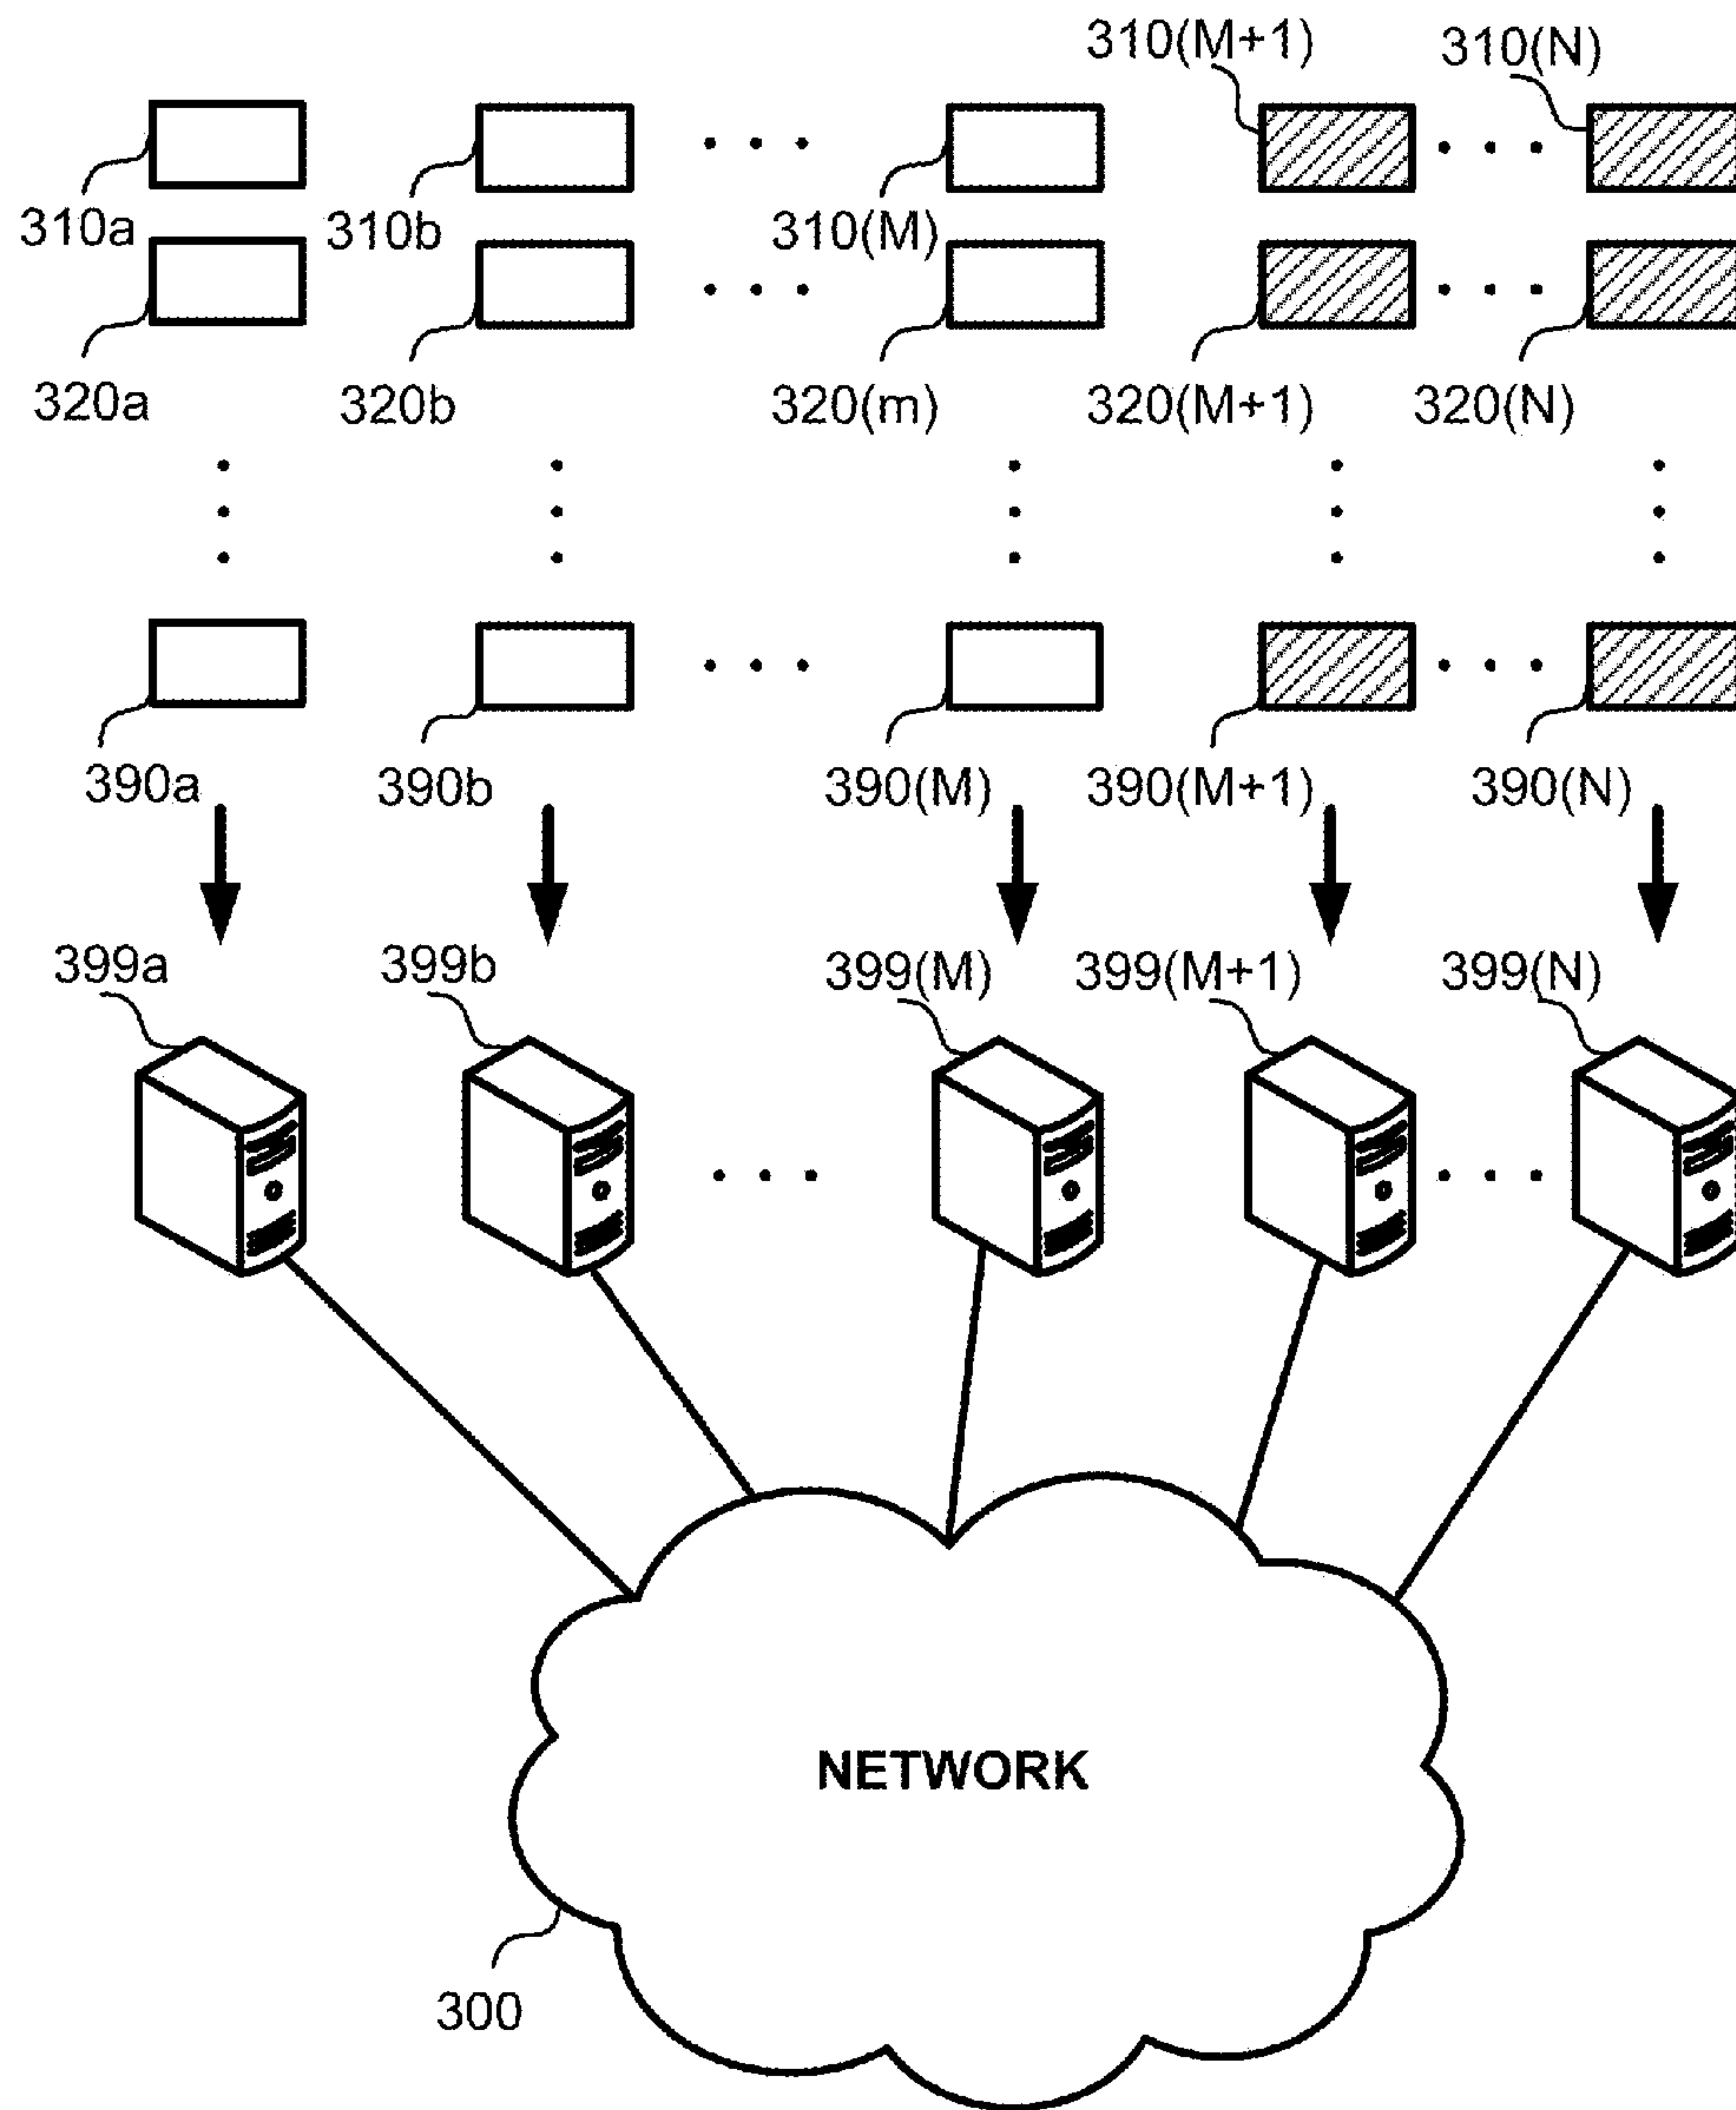 310(M+1) 310(N)
310a 310b 310(M)
320a 320b 320(m) 320(M+1) 320(N)
390a 390b 390(M) 390(M+1) 390(N)
399a 399b 399(M) 399(M+1) 399(N)
NETWORK
300